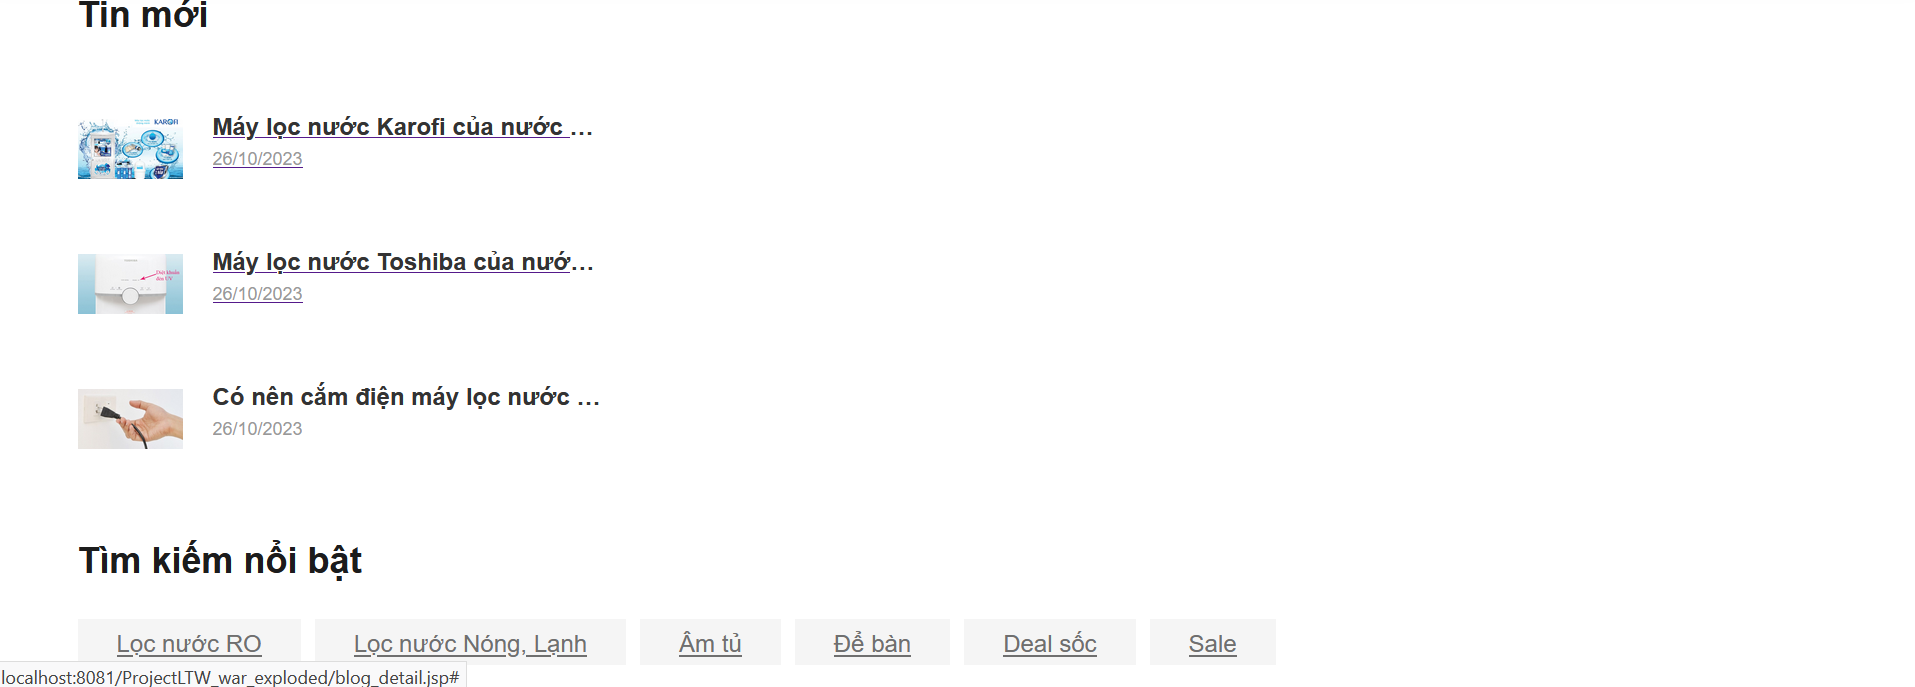 Tin mới
KAROFI
Máy lọc nước Karofi của nước ...
26/10/2023
Máy lọc nước Toshiba của nướ...
26/10/2023
Có nên cắm điện máy lọc nước ...
26/10/2023
Tìm kiếm nổi bật
Lọc nước RO
Lọc nước Nóng, Lạnh
Âm tủ
Để bàn
Deal sốc
Sale
localhost:8081/ProjectLTW_war_exploded/blog_detail.jsp#